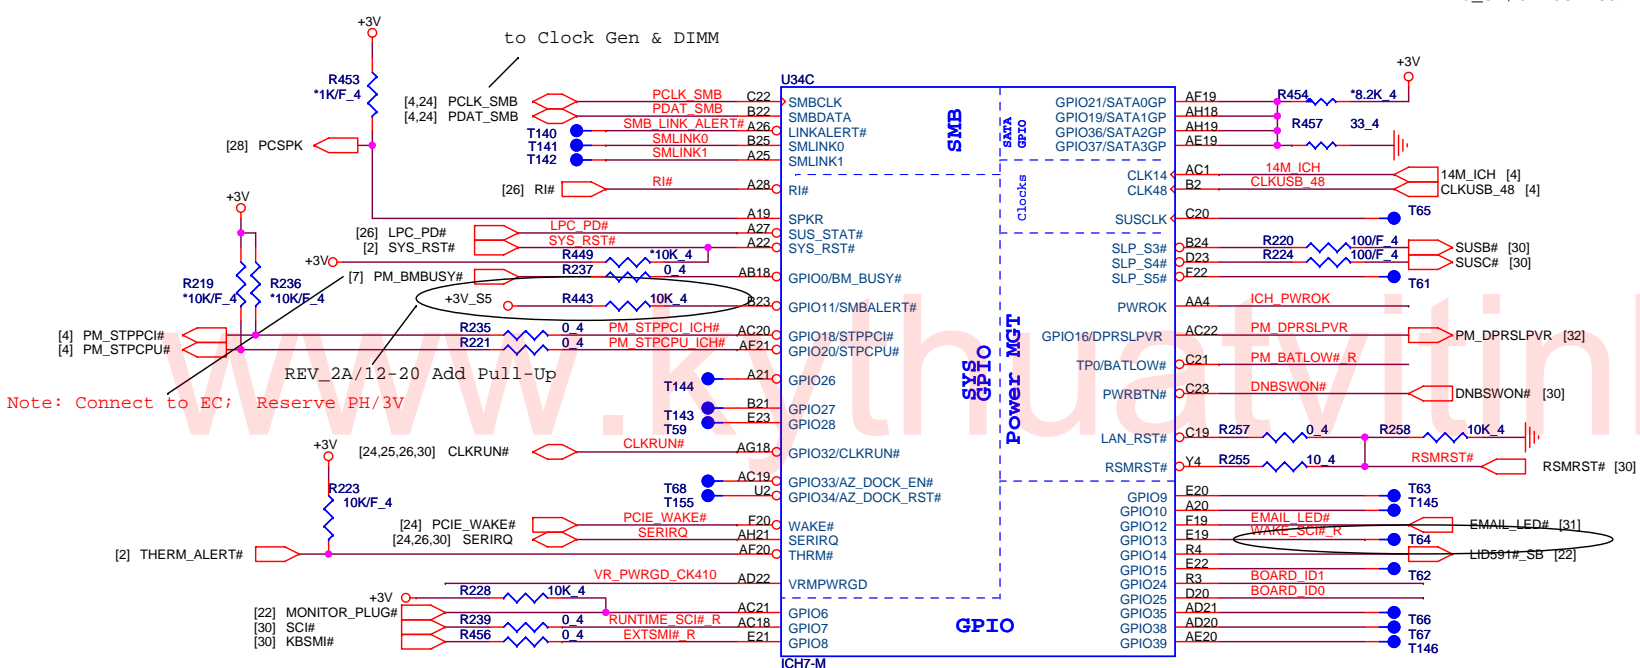 +3V
to Clock Gen & DIMM
R453
*1K/F_4
[28] PCSPK
[4,24] PCLK_SMB
[4,24] PDAT_SMB
PCLK_SMB C22
PDAT_SMB B22
SMB_LINK_ALERT# A26
SMLINK0 B25
SMLINK1 A25
T140
T141
T142
[26] RI#
RI# A28
A19
[26] LPC_PD#
[2] SYS_RST#
LPC_PD# A27
SYS_RST# A22
+3V
R449 *10K_4
[7] PM_BMBUSY#
R237 0_4 AB18
+3V_S5
R443 10K_4 B23
+3V
R219
*10K/F_4
R236
*10K/F_4
[4] PM_STPPCI#
[4] PM_STPCPU#
R235 0_4 PM_STPPCI_ICH# AC20
R221 0_4 PM_STPCPU_ICH# AF21
REV_2A/12-20 Add Pull-Up
Note: Connect to EC; Reserve PH/3V
T144 A21
T143 B21
T59 E23
[24,25,26,30] CLKRUN#
CLKRUN# AG18
T68 AC19
T155 U2
+3V
R223
10K/F_4
[24] PCIE_WAKE#
[24,26,30] SERIRQ
PCIE_WAKE# F20
SERIRQ AH21
[2] THERM_ALERT#
AF20
VR_PWRGD_CK410 AD22
+3V
R228 10K_4
[22] MONITOR_PLUG#
[30] SCI#
[30] KBSMI#
AC21
R239 0_4 RUNTIME_SCI#_R AC18
R456 0_4 EXTSMI#_R E21
U34C
SMBCLK
SMBDATA
LINKALERT#
SMLINK0
SMLINK1
RI#
SPKR
SUS_STAT#
SYS_RST#
GPIO0/BM_BUSY#
GPIO11/SMBALERT#
GPIO18/STPPCI#
GPIO20/STPCPU#
GPIO26
GPIO27
GPIO28
GPIO32/CLKRUN#
GPIO33/AZ_DOCK_EN#
GPIO34/AZ_DOCK_RST#
WAKE#
SERIRQ
THRM#
VRMPWRGD
GPIO6
GPIO7
GPIO8
ICH7-M
SMB
SATA
GPIO
Clocks
SYS
GPIO
Power MGT
GPIO
GPIO21/SATA0GP
GPIO19/SATA1GP
GPIO36/SATA2GP
GPIO37/SATA3GP
CLK14
CLK48
SUSCLK
SLP_S3#
SLP_S4#
SLP_S5#
PWROK
GPIO16/DPRSLPVR
TP0/BATLOW#
PWRBTN#
LAN_RST#
RSMRST#
GPIO9
GPIO10
GPIO12
GPIO13
GPIO14
GPIO15
GPIO24
GPIO25
GPIO35
GPIO38
GPIO39
+3V
AF19 R454 *8.2K_4
AH18
AH19 R457 33_4
AE19
AC1 14M_ICH 14M_ICH [4]
B2 CLKUSB_48 CLKUSB_48 [4]
C20 T65
B24 R220 100/F_4 SUSB# [30]
D23 R224 100/F_4 SUSC# [30]
F22 T61
AA4 ICH_PWROK
AC22 PM_DPRSLPVR PM_DPRSLPVR [32]
C21 PM_BATLOW#_R
C23 DNBSWON# DNBSWON# [30]
C19 R257 0_4 R258 10K_4
Y4 R255 10_4 RSMRST# RSMRST# [30]
E20 T63
A20 T145
F19 EMAIL_LED# EMAIL_LED# [31]
E19 WAKE_SCI#_R T64
R4 LID591#_SB [22]
E22 T62
R3 BOARD_ID1
D20 BOARD_ID0
AD21 T66
AD20 T67
AE20 T146
www.kythuatvitin